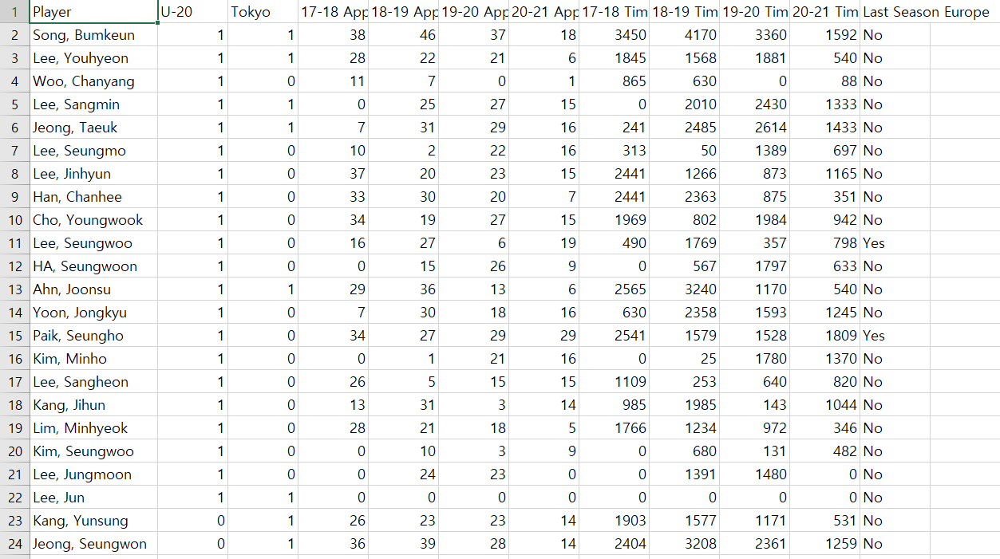 1 Player U-20 Tokyo 17-18 App 18-19 App 19-20 App 20-21 App 17-18 Tim 18-19 Tim 19-20 Tim 20-21 Tim Last Season Europe
2 Song, Bumkeun 1 1 38 46 37 18 3450 4170 3360 1592 No
3 Lee, Youhyeon 1 1 28 22 21 6 1845 1568 1881 540 No
4 Woo, Chanyang 1 0 11 7 0 1 865 630 0 88 No
5 Lee, Sangmin 1 1 0 25 27 15 0 2010 2430 1333 No
6 Jeong, Taeuk 1 1 7 31 29 16 241 2485 2614 1433 No
7 Lee, Seungmo 1 0 10 2 22 16 313 50 1389 697 No
8 Lee, Jinhyun 1 0 37 20 23 15 2441 1266 873 1165 No
9 Han, Chanhee 1 0 33 30 20 7 2441 2363 875 351 No
10 Cho, Youngwook 1 0 34 19 27 15 1969 802 1984 942 No
11 Lee, Seungwoo 1 0 16 27 6 19 490 1769 357 798 Yes
12 HA, Seungwoon 1 0 0 15 26 9 0 567 1797 633 No
13 Ahn, Joonsu 1 1 29 36 13 6 2565 3240 1170 540 No
14 Yoon, Jongkyu 1 0 7 30 18 16 630 2358 1593 1245 No
15 Paik, Seungho 1 0 34 27 29 29 2541 1579 1528 1809 Yes
16 Kim, Minho 1 0 0 1 21 16 0 25 1780 1370 No
17 Lee, Sangheon 1 0 26 5 15 15 1109 253 640 820 No
18 Kang, Jihun 1 0 13 31 3 14 985 1985 143 1044 No
19 Lim, Minhyeok 1 0 28 21 18 5 1766 1234 972 346 No
20 Kim, Seungwoo 1 0 0 10 3 9 0 680 131 482 No
21 Lee, Jungmoon 1 0 0 24 23 0 0 1391 1480 0 No
22 Lee, Jun 1 1 0 0 0 0 0 0 0 0 No
23 Kang, Yunsung 0 1 26 23 23 14 1903 1577 1171 531 No
24 Jeong, Seungwon 0 1 36 39 28 14 2404 3208 2361 1259 No